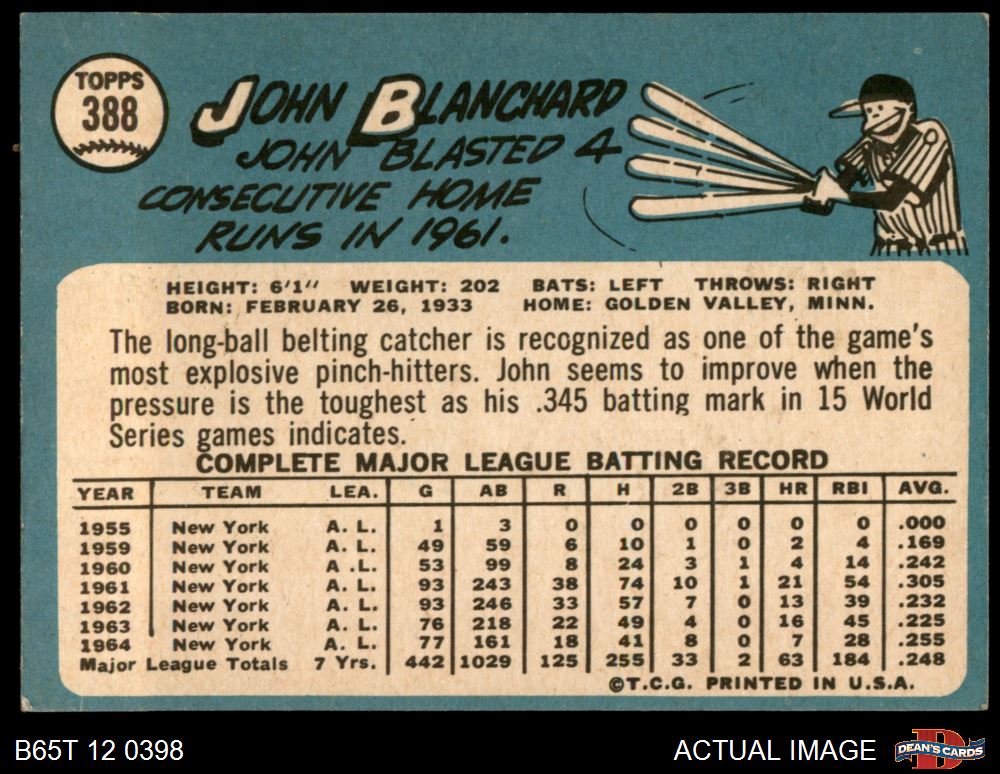 TOPPS
388
JOHN BLANCHARD
JOHN BLASTED 4
CONSECUTIVE HOME
RUNS IN 1961.
HEIGHT: 6'1" WEIGHT: 202 BATS: LEFT THROWS: RIGHT
BORN: FEBRUARY 26, 1933 HOME: GOLDEN VALLEY, MINN.
The long-ball belting catcher is recognized as one of the game's
most explosive pinch-hitters. John seems to improve when the
pressure is the toughest as his .345 batting mark in 15 World
Series games indicates.
COMPLETE MAJOR LEAGUE BATTING RECORD
YEAR TEAM LEA. G AB R H 2B 3B HR RBI AVG.
1955 New York A. L. 1 3 0 0 0 0 0 0 .000
1959 New York A. L. 49 59 6 10 1 0 2 4 .169
1960 New York A .L. 53 99 8 24 3 1 4 14 .242
1961 New York A. L. 93 243 38 74 10 1 21 54 .305
1962 New York A. L. 93 246 33 57 7 0 13 39 .232
1963 New York A. L. 76 218 22 49 4 0 16 45 .225
1964 New York A. L. 77 161 18 41 8 0 7 28 .255
Major League Totals 7 Yrs. 442 1029 125 255 33 2 63 184 .248
©T.C.G. PRINTED IN U.S.A.
B65T 12 0398
ACTUAL IMAGE
D
DEAN'S CARDS